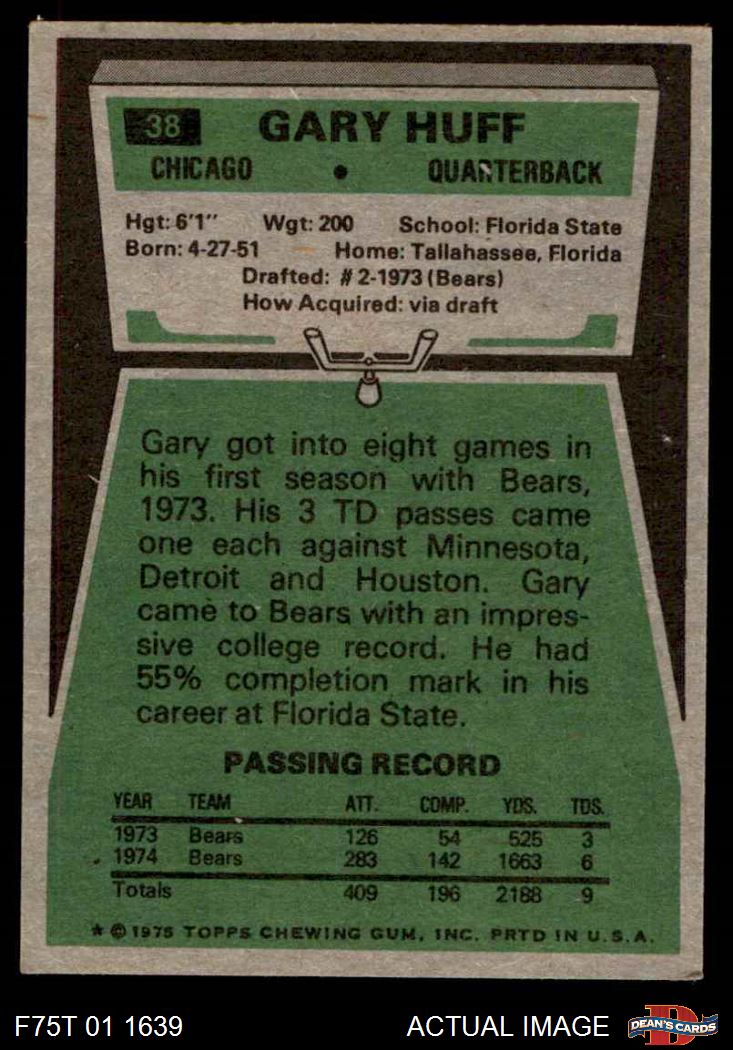 38 GARY HUFF
CHICAGO • QUARTERBACK
Hgt: 6'1" Wgt: 200 School: Florida State
Born: 4-27-51 Home: Tallahassee, Florida
Drafted: #2-1973 (Bears)
How Acquired: via draft
Gary got into eight games in
his first season with Bears,
1973. His 3 TD passes came
one each against Minnesota,
Detroit and Houston. Gary
came to Bears with an impres-
sive college record. He had
55% completion mark in his
career at Florida State.
PASSING RECORD
YEAR TEAM ATT. COMP. YDS. TDS.
1973 Bears 126 54 525 3
1974 Bears 283 142 1663 6
Totals 409 196 2188 9
* © 1975 TOPPS CHEWING GUM, INC. PRTD IN U.S.A.
F75T 01 1639 ACTUAL IMAGE D DEAN'S CARDS